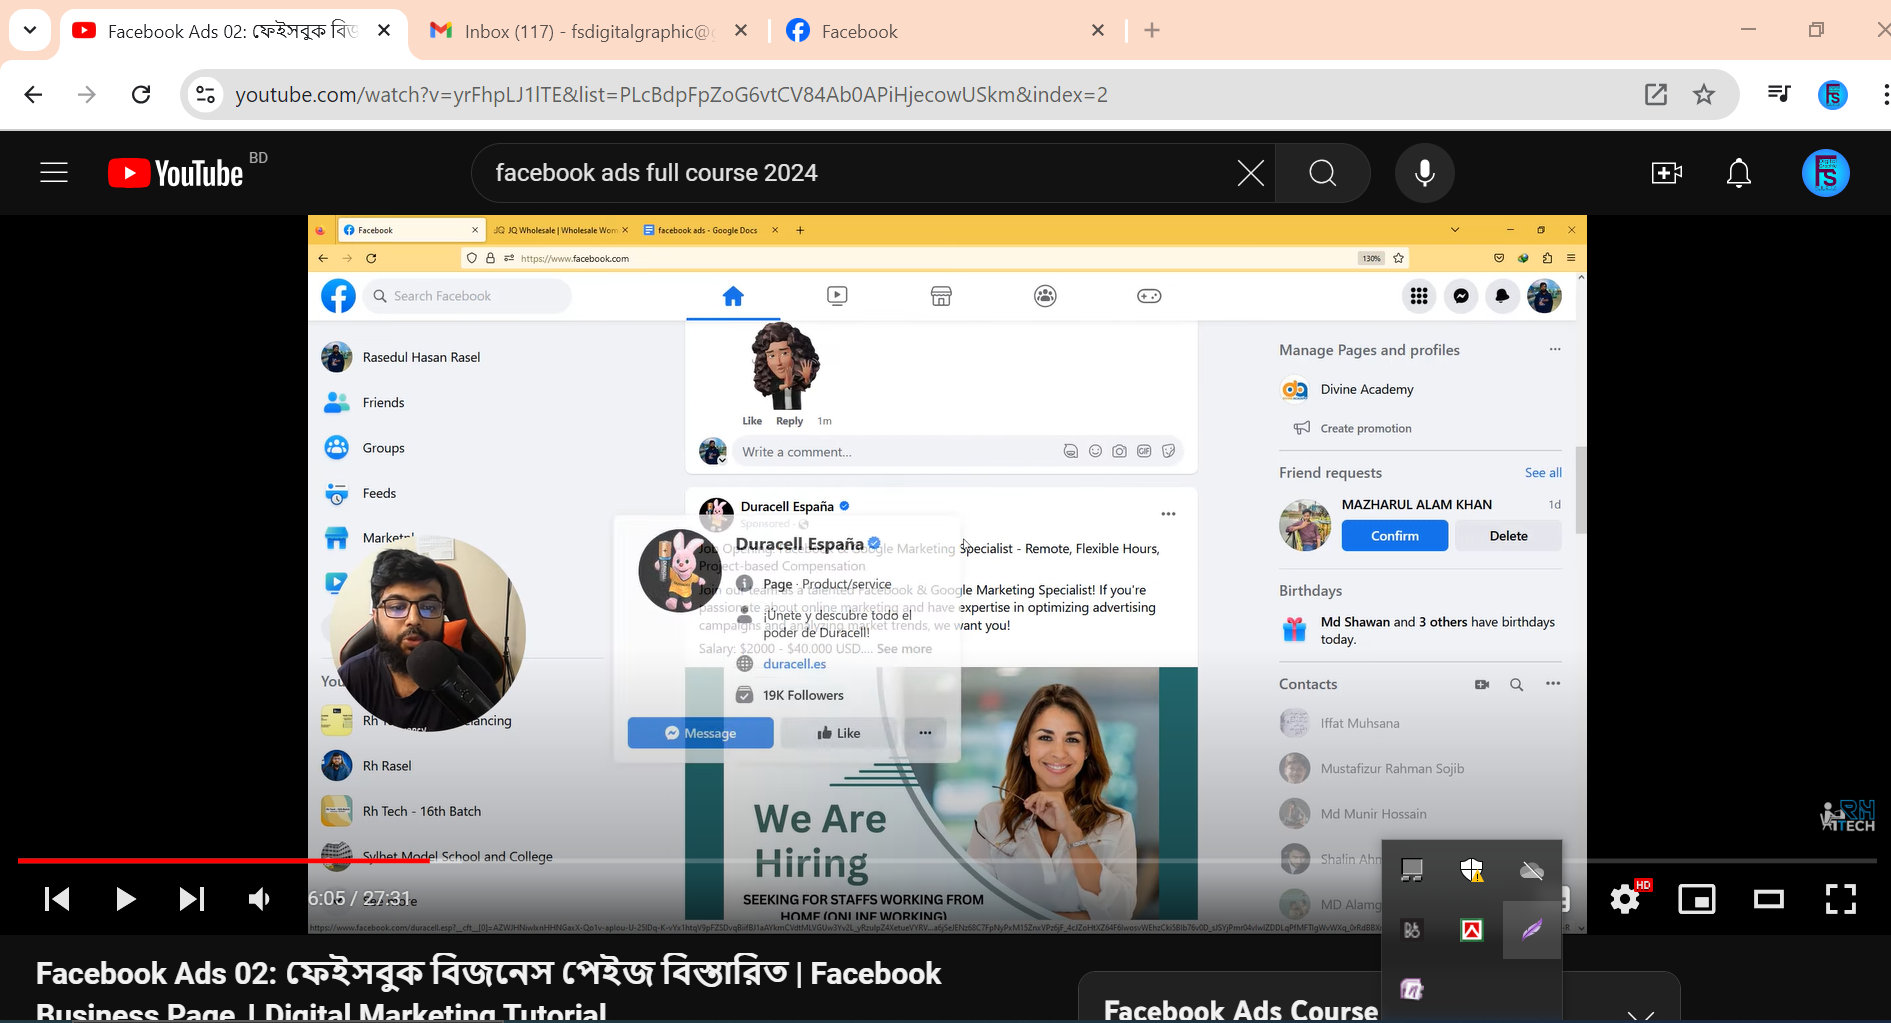 Facebook Ads 02: ফেইসবুক বিজ
Inbox (117) - fsdigitalgraphic@g
Facebook
youtube.com/watch?v=yrFhpLJ1lTE&list=PLcBdpFpZoG6vtCV84Ab0APiHjecowUSkm&index=2
YouTube BD
facebook ads full course 2024
Facebook
JQ JQ Wholesale | Wholesale Wom
facebook ads - Google Docs
https://www.facebook.com
130%
Search Facebook
Rasedul Hasan Rasel
Friends
Groups
Feeds
Rh Rasel
Rh Tech - 16th Batch
Sylhet Model School and College
See more
Like Reply 1m
Write a comment...
GIF
Duracell España
Sponsored
Job Opening: Facebook & Google Marketing Specialist - Remote, Flexible Hours,
Project-based Compensation
Join our team as a talented Facebook & Google Marketing Specialist! If you're
passionate about online marketing and have expertise in optimizing advertising
campaigns and analyzing market trends, we want you!
Salary: $2000 - $40.000 USD.... See more
Duracell España
Page · Product/service
¡Únete y descubre todo el
poder de Duracell!
duracell.es
19K Followers
Message
Like
We Are
Hiring
SEEKING FOR STAFFS WORKING FROM
HOME (ONLINE WORKING)
Manage Pages and profiles
Divine Academy
Create promotion
Friend requests See all
MAZHARUL ALAM KHAN 1d
Confirm Delete
Birthdays
Md Shawan and 3 others have birthdays
today.
Contacts
Iffat Muhsana
Mustafizur Rahman Sojib
Md Munir Hossain
Shalin Ahm
MD Alamg
RH
TECH
6:05 / 27:31
HD
Facebook Ads 02: ফেইসবুক বিজনেস পেইজ বিস্তারিত | Facebook
Business Page | Digital Marketing Tutorial
Facebook Ads Course